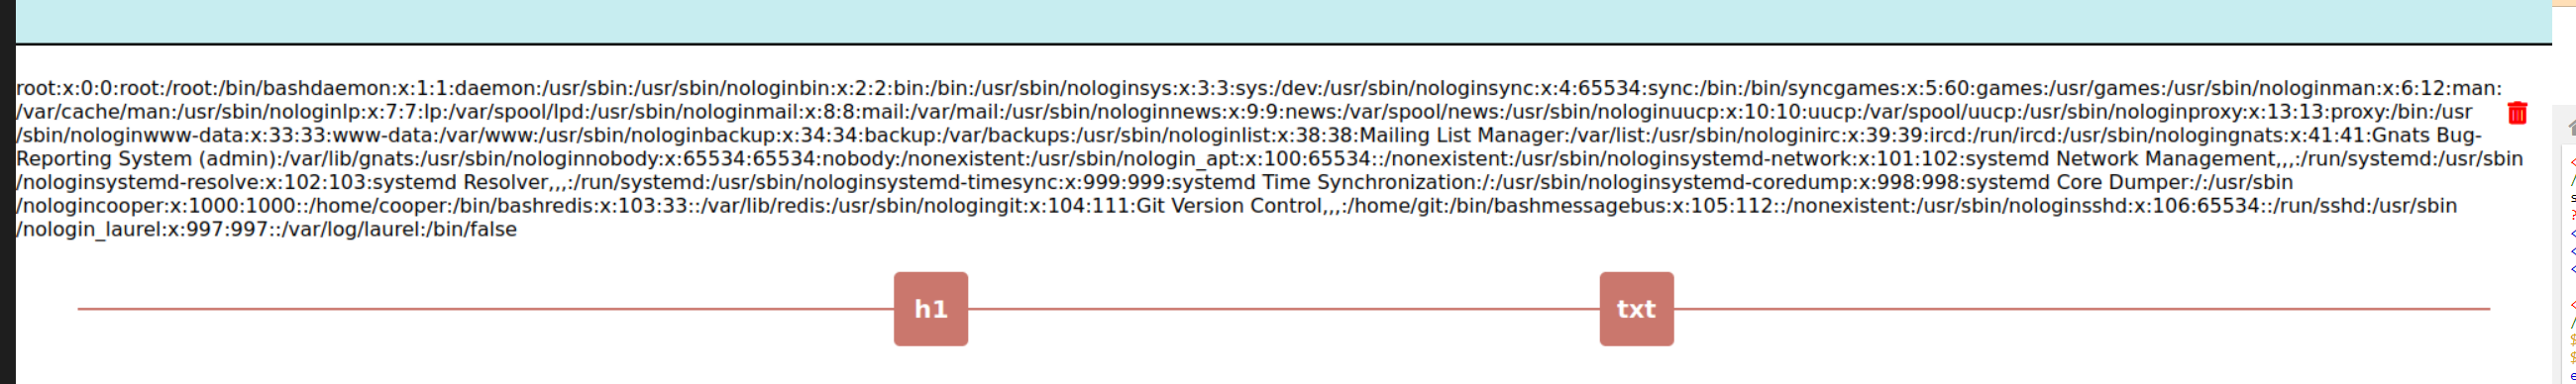 root:x:0:0:root:/root:/bin/bashdaemon:x:1:1:daemon:/usr/sbin:/usr/sbin/nologinbin:x:2:2:bin:/bin:/usr/sbin/nologinsys:x:3:3:sys:/dev:/usr/sbin/nologinsync:x:4:65534:sync:/bin:/bin/syncgames:x:5:60:games:/usr/games:/usr/sbin/nologinman:x:6:12:man:
/var/cache/man:/usr/sbin/nologinlp:x:7:7:lp:/var/spool/lpd:/usr/sbin/nologinmail:x:8:8:mail:/var/mail:/usr/sbin/nologinnews:x:9:9:news:/var/spool/news:/usr/sbin/nologinuucp:x:10:10:uucp:/var/spool/uucp:/usr/sbin/nologinproxy:x:13:13:proxy:/bin:/usr
/sbin/nologinwww-data:x:33:33:www-data:/var/www:/usr/sbin/nologinbackup:x:34:34:backup:/var/backups:/usr/sbin/nologinlist:x:38:38:Mailing List Manager:/var/list:/usr/sbin/nologinirc:x:39:39:ircd:/run/ircd:/usr/sbin/nologingnats:x:41:41:Gnats Bug-
Reporting System (admin):/var/lib/gnats:/usr/sbin/nologinnobody:x:65534:65534:nobody:/nonexistent:/usr/sbin/nologin_apt:x:100:65534::/nonexistent:/usr/sbin/nologinsystemd-network:x:101:102:systemd Network Management,,,:/run/systemd:/usr/sbin
/nologinsystemd-resolve:x:102:103:systemd Resolver,,,:/run/systemd:/usr/sbin/nologinsystemd-timesync:x:999:999:systemd Time Synchronization:/:/usr/sbin/nologinsystemd-coredump:x:998:998:systemd Core Dumper:/:/usr/sbin
/nologincooper:x:1000:1000::/home/cooper:/bin/bashredis:x:103:33::/var/lib/redis:/usr/sbin/nologingit:x:104:111:Git Version Control,,,:/home/git:/bin/bashmessagebus:x:105:112::/nonexistent:/usr/sbin/nologinsshd:x:106:65534::/run/sshd:/usr/sbin
/nologin_laurel:x:997:997::/var/log/laurel:/bin/false
h1
txt